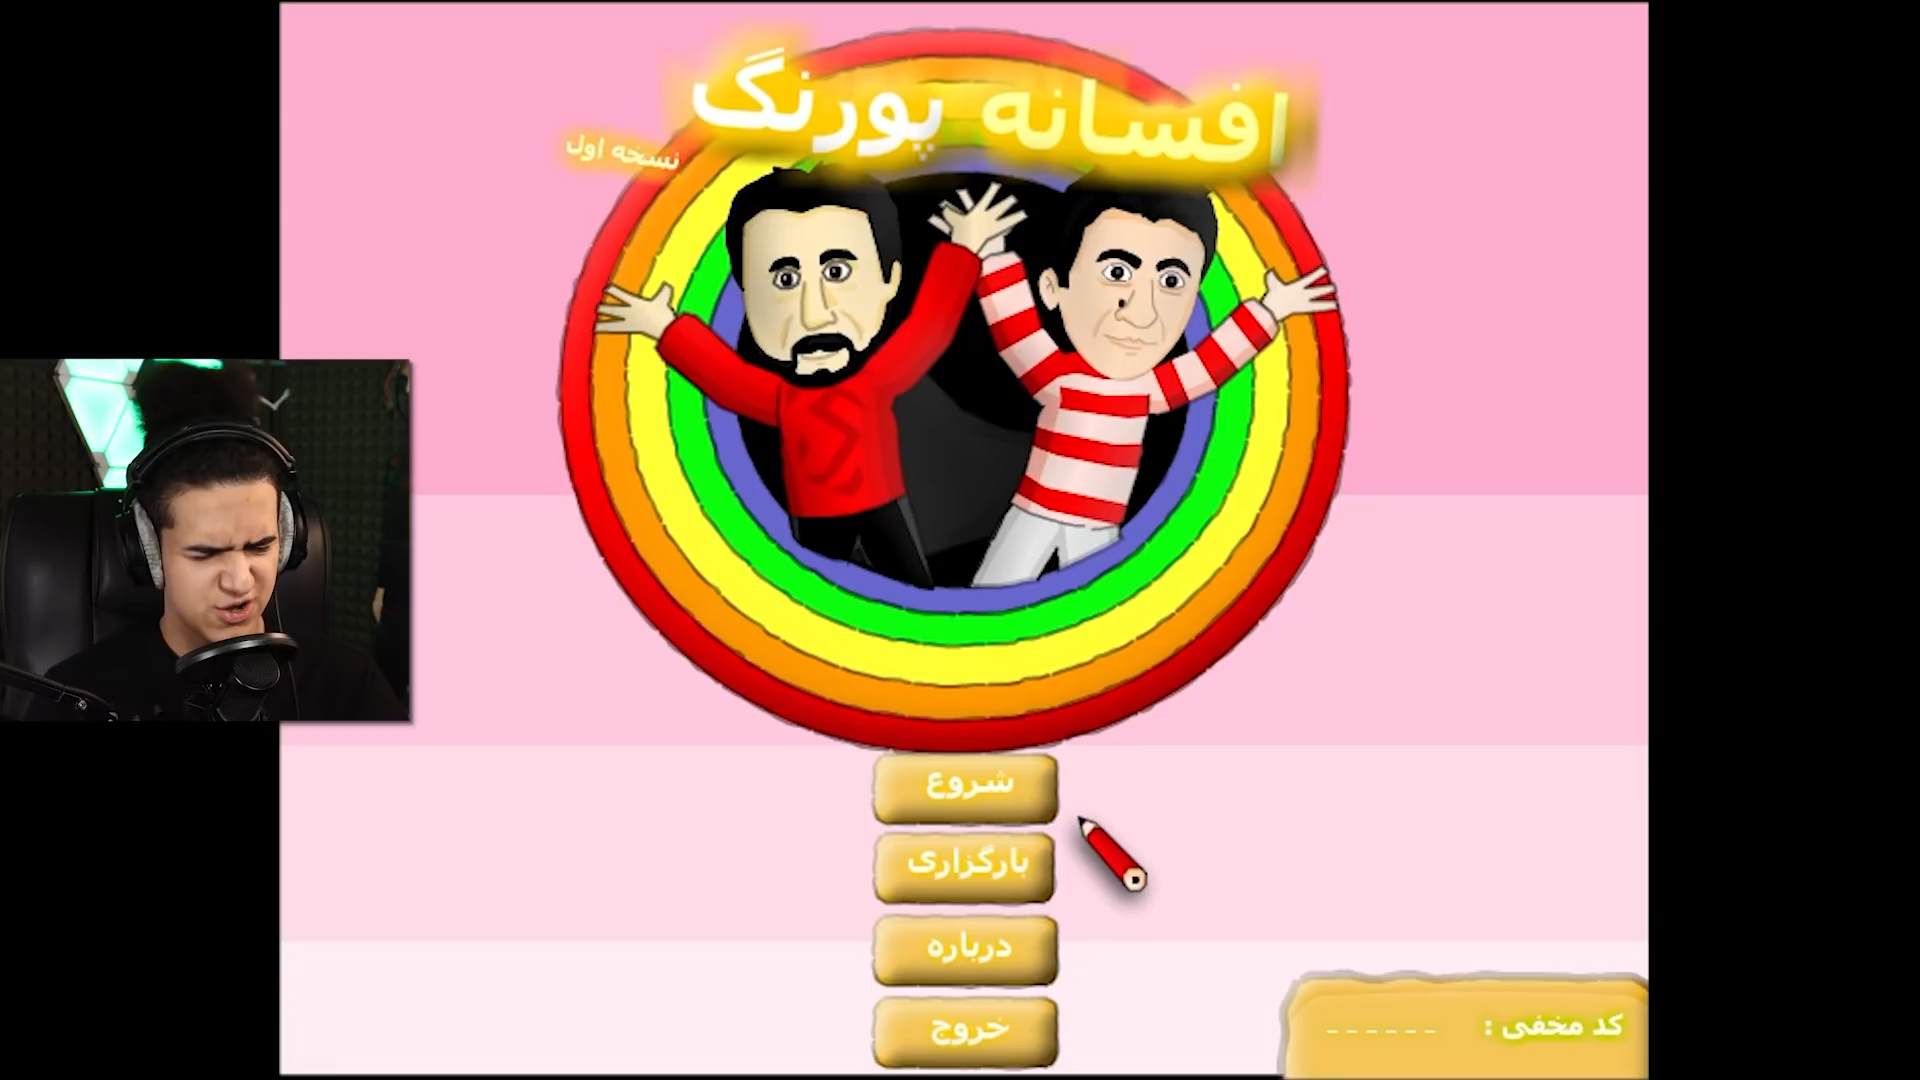 افسانه پورنگ
نسخه اول
شروع
بارگزاری
درباره
خروج
کد مخفی : ------